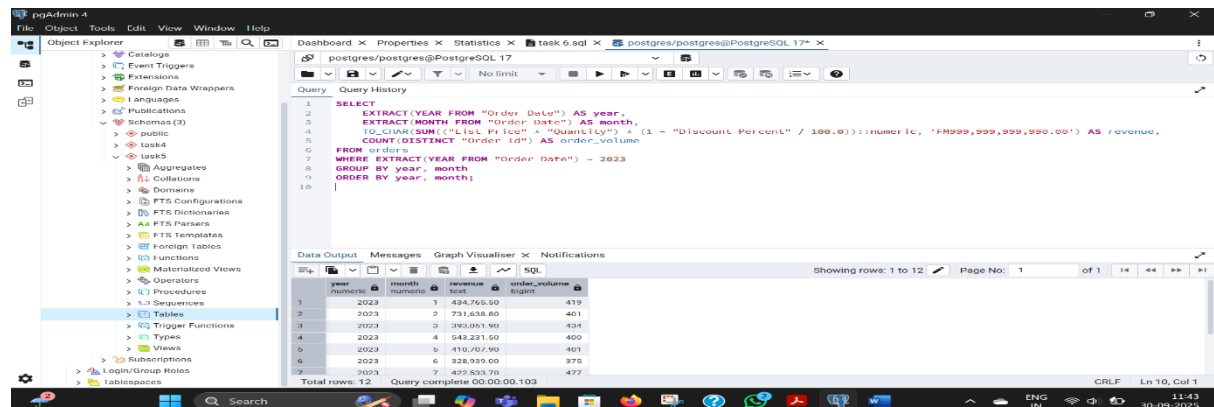 pgAdmin 4
File Object Tools Edit View Window Help
Object Explorer
Dashboard Properties Statistics task 6.sql postgres/postgres@PostgreSQL 17*
Catalogs
Event Triggers
Extensions
Foreign Data Wrappers
Languages
Publications
Schemas (3)
public
task4
task5
Aggregates
Collations
Domains
FTS Configurations
FTS Dictionaries
FTS Parsers
FTS Templates
Foreign Tables
Functions
Materialized Views
Operators
Procedures
Sequences
Tables
Trigger Functions
Types
Views
Subscriptions
Login/Group Roles
Tablespaces
postgres/postgres@PostgreSQL 17
No limit
Query Query History
1 SELECT
2 EXTRACT(YEAR FROM "Order Date") AS year,
3 EXTRACT(MONTH FROM "Order Date") AS month,
4 TO_CHAR(SUM(("List Price" * "Quantity") * (1 - "Discount Percent" / 100.0))::numeric, 'FM999,999,999,990.00') AS revenue,
5 COUNT(DISTINCT "Order Id") AS order_volume
6 FROM orders
7 WHERE EXTRACT(YEAR FROM "Order Date") = 2023
8 GROUP BY year, month
9 ORDER BY year, month;
10
Data Output Messages Graph Visualiser Notifications
SQL
Showing rows: 1 to 12 Page No: 1 of 1
year month revenue order_volume
numeric numeric text bigint
1 2023 1 434,765.50 419
2 2023 2 731,638.80 401
3 2023 3 393,051.90 434
4 2023 4 543,231.50 400
5 2023 5 410,707.90 401
6 2023 6 328,939.00 375
7 2023 7 422,533.70 477
Total rows: 12 Query complete 00:00:00.103
CRLF Ln 10, Col 1
2
Search
ENG
IN
11:43
30-09-2025